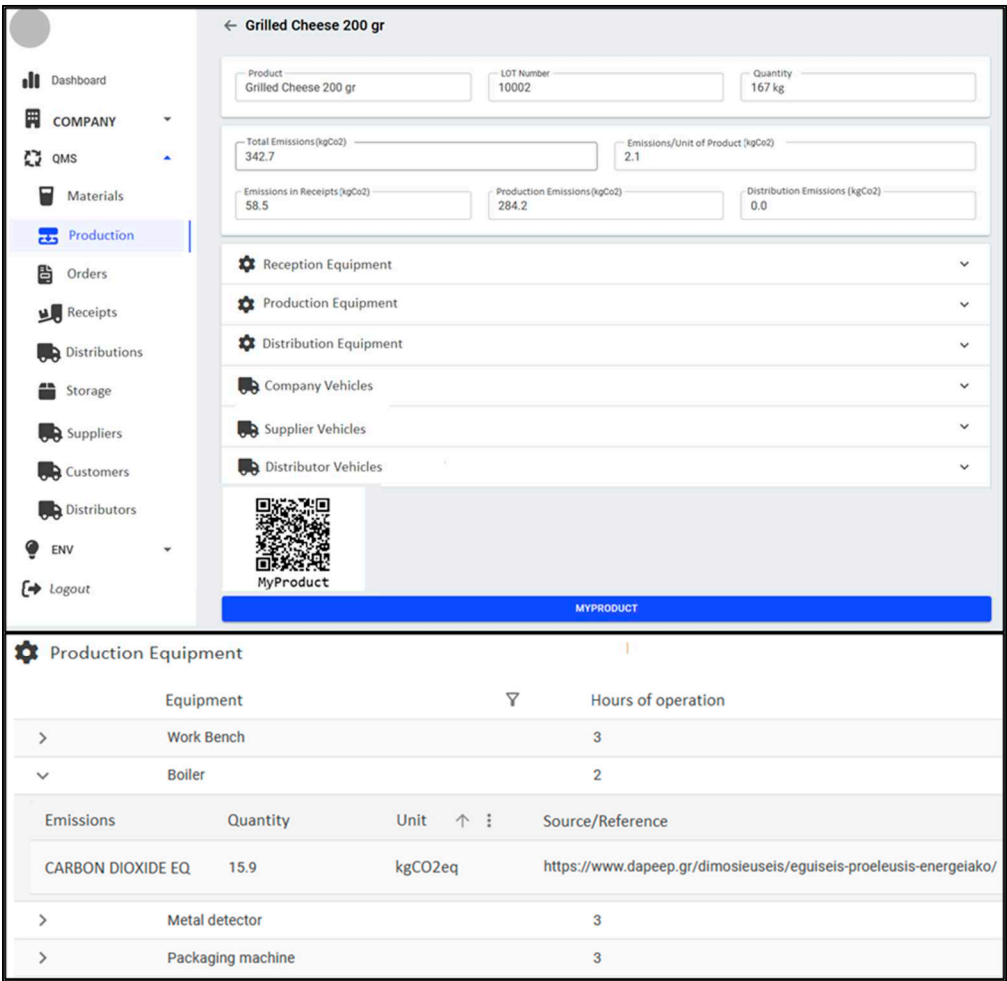 Grilled Cheese 200 gr
Dashboard
COMPANY
QMS
Materials
Production
Orders
Receipts
Distributions
Storage
Suppliers
Customers
Distributors
ENV
Logout
Product
Grilled Cheese 200 gr
LOT Number
10002
Quantity
167 kg
Total Emissions(kgCo2)
342.7
Emissions/Unit of Product (kgCo2)
2.1
Emissions in Receipts (kgCo2)
58.5
Production Emissions(kgCo2)
284.2
Distribution Emissions (kgCo2)
0.0
Reception Equipment
Production Equipment
Distribution Equipment
Company Vehicles
Supplier Vehicles
Distributor Vehicles
MyProduct
MYPRODUCT
Production Equipment
Equipment Hours of operation
Work Bench 3
Boiler 2
Emissions Quantity Unit Source/Reference
CARBON DIOXIDE EQ 15.9 kgCO2eq https://www.dapeep.gr/dimosieuseis/eguiseis-proeleusis-energeiako/
Metal detector 3
Packaging machine 3